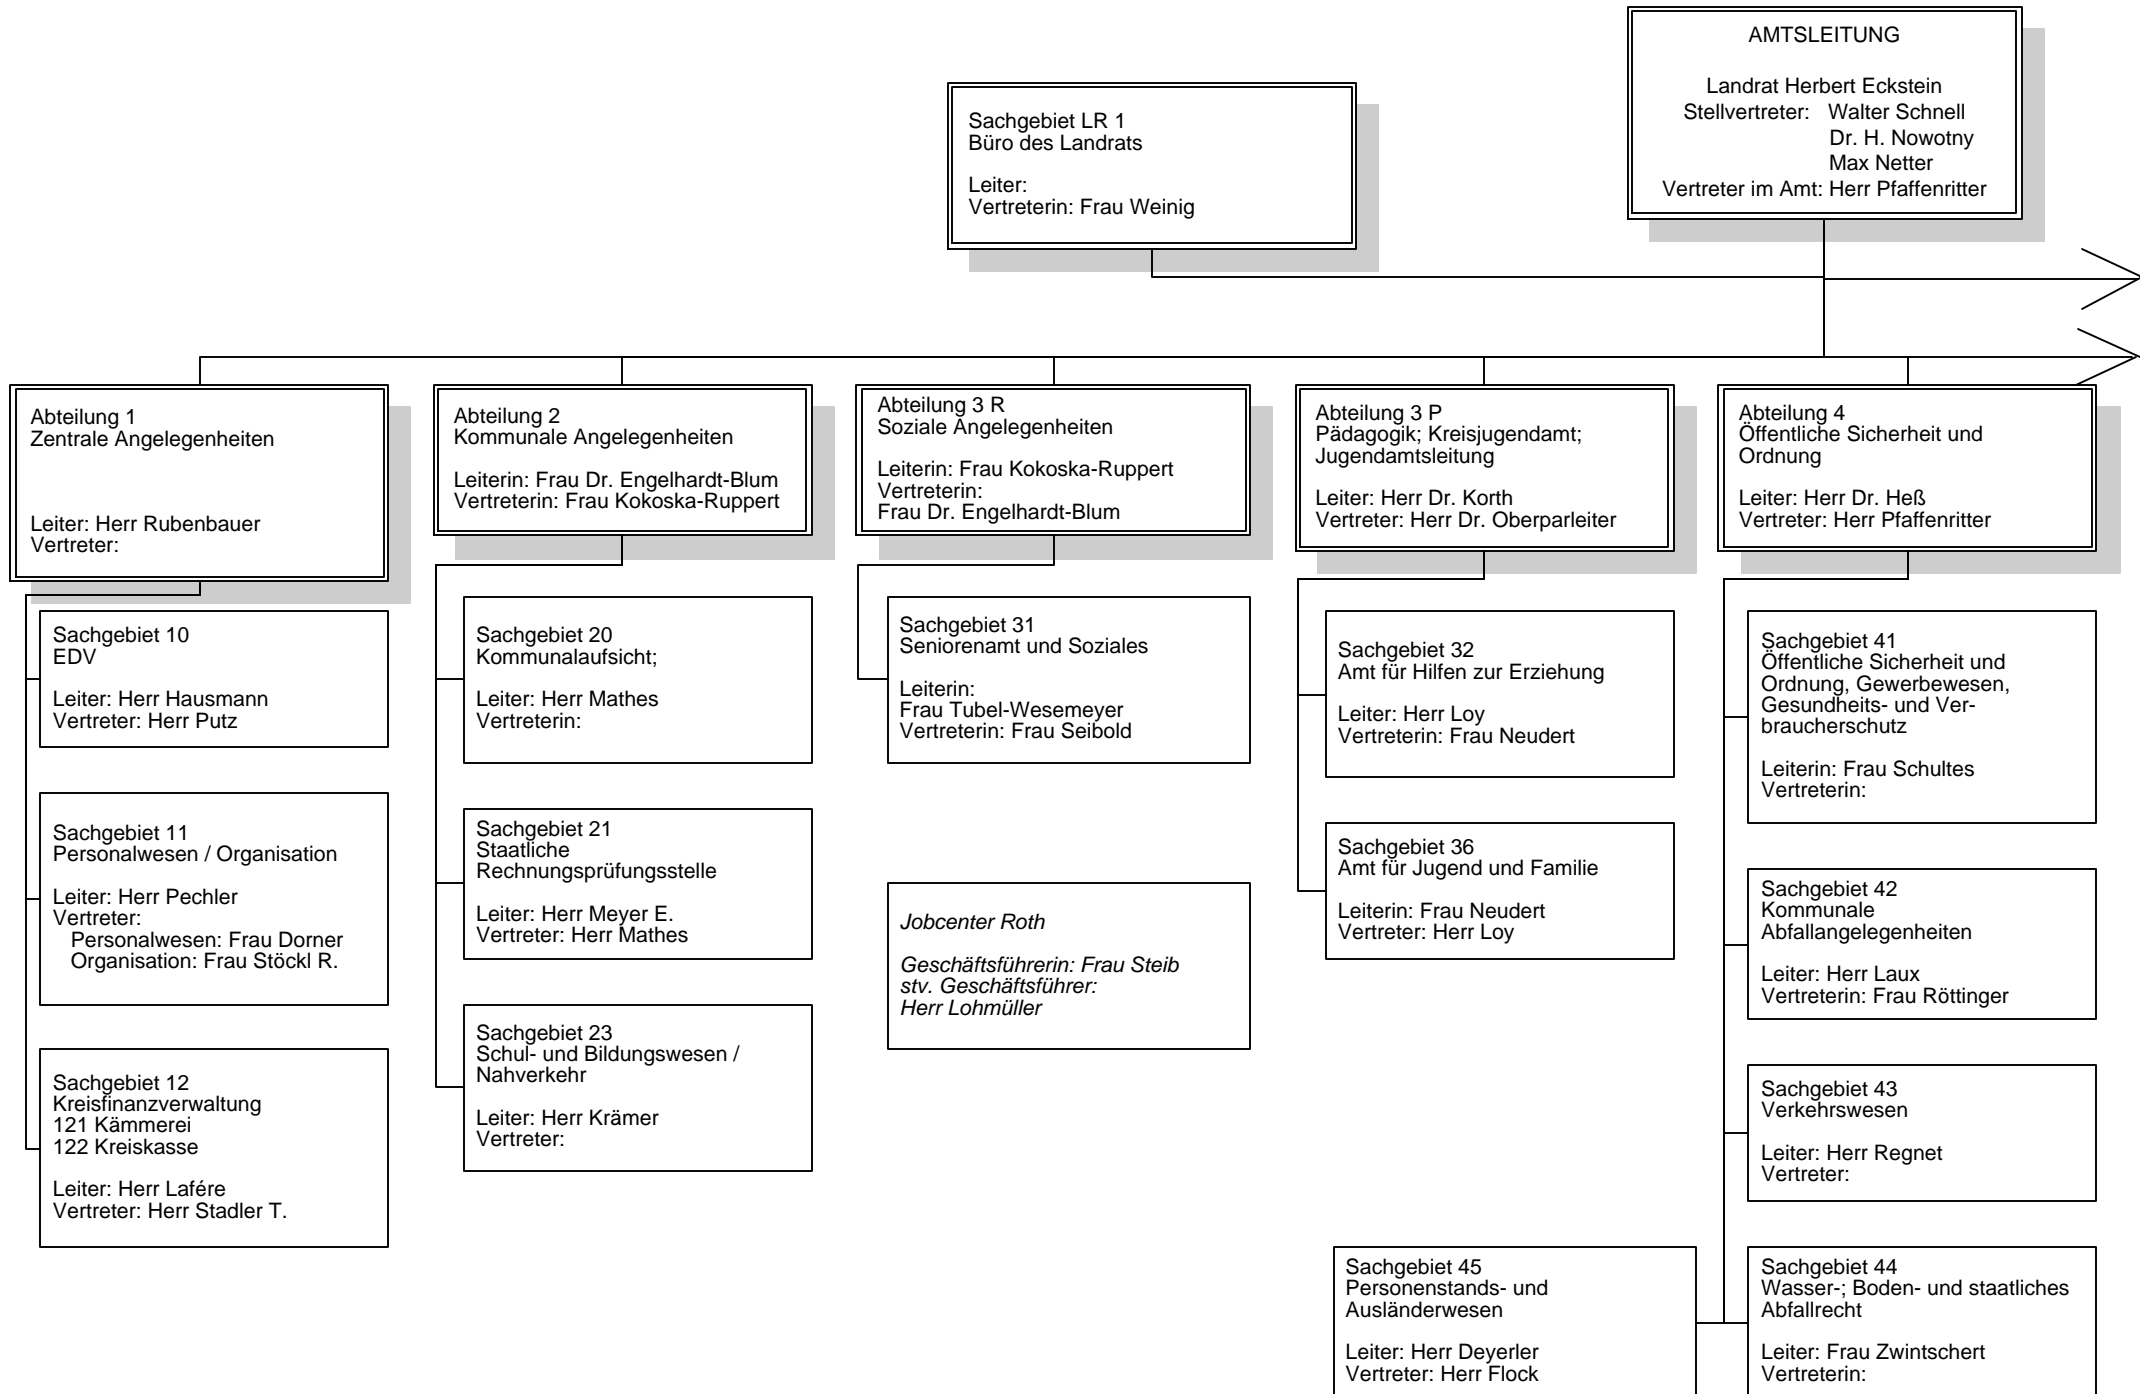 AMTSLEITUNG
Landrat Herbert Eckstein
Stellvertreter: Walter Schnell
Dr. H. Nowotny
Max Netter
Vertreter im Amt: Herr Pfaffenritter
Sachgebiet LR 1
Büro des Landrats
Leiter:
Vertreterin: Frau Weinig
Abteilung 1
Zentrale Angelegenheiten
Leiter: Herr Rubenbauer
Vertreter:
Sachgebiet 10
EDV
Leiter: Herr Hausmann
Vertreter: Herr Putz
Sachgebiet 11
Personalwesen / Organisation
Leiter: Herr Pechler
Vertreter:
Personalwesen: Frau Dorner
Organisation: Frau Stöckl R.
Sachgebiet 12
Kreisfinanzverwaltung
121 Kämmerei
122 Kreiskasse
Leiter: Herr Lafére
Vertreter: Herr Stadler T.
Abteilung 2
Kommunale Angelegenheiten
Leiterin: Frau Dr. Engelhardt-Blum
Vertreterin: Frau Kokoska-Ruppert
Sachgebiet 20
Kommunalaufsicht;
Leiter: Herr Mathes
Vertreterin:
Sachgebiet 21
Staatliche
Rechnungsprüfungsstelle
Leiter: Herr Meyer E.
Vertreter: Herr Mathes
Sachgebiet 23
Schul- und Bildungswesen /
Nahverkehr
Leiter: Herr Krämer
Vertreter:
Abteilung 3 R
Soziale Angelegenheiten
Leiterin: Frau Kokoska-Ruppert
Vertreterin:
Frau Dr. Engelhardt-Blum
Sachgebiet 31
Seniorenamt und Soziales
Leiterin:
Frau Tubel-Wesemeyer
Vertreterin: Frau Seibold
Jobcenter Roth
Geschäftsführerin: Frau Steib
stv. Geschäftsführer:
Herr Lohmüller
Abteilung 3 P
Pädagogik; Kreisjugendamt;
Jugendamtsleitung
Leiter: Herr Dr. Korth
Vertreter: Herr Dr. Oberparleiter
Sachgebiet 32
Amt für Hilfen zur Erziehung
Leiter: Herr Loy
Vertreterin: Frau Neudert
Sachgebiet 36
Amt für Jugend und Familie
Leiterin: Frau Neudert
Vertreter: Herr Loy
Abteilung 4
Öffentliche Sicherheit und
Ordnung
Leiter: Herr Dr. Heß
Vertreter: Herr Pfaffenritter
Sachgebiet 41
Öffentliche Sicherheit und
Ordnung, Gewerbewesen,
Gesundheits- und Ver-
braucherschutz
Leiterin: Frau Schultes
Vertreterin:
Sachgebiet 42
Kommunale
Abfallangelegenheiten
Leiter: Herr Laux
Vertreterin: Frau Röttinger
Sachgebiet 43
Verkehrswesen
Leiter: Herr Regnet
Vertreter:
Sachgebiet 45
Personenstands- und
Ausländerwesen
Leiter: Herr Deyerler
Vertreter: Herr Flock
Sachgebiet 44
Wasser-; Boden- und staatliches
Abfallrecht
Leiter: Frau Zwintschert
Vertreterin: